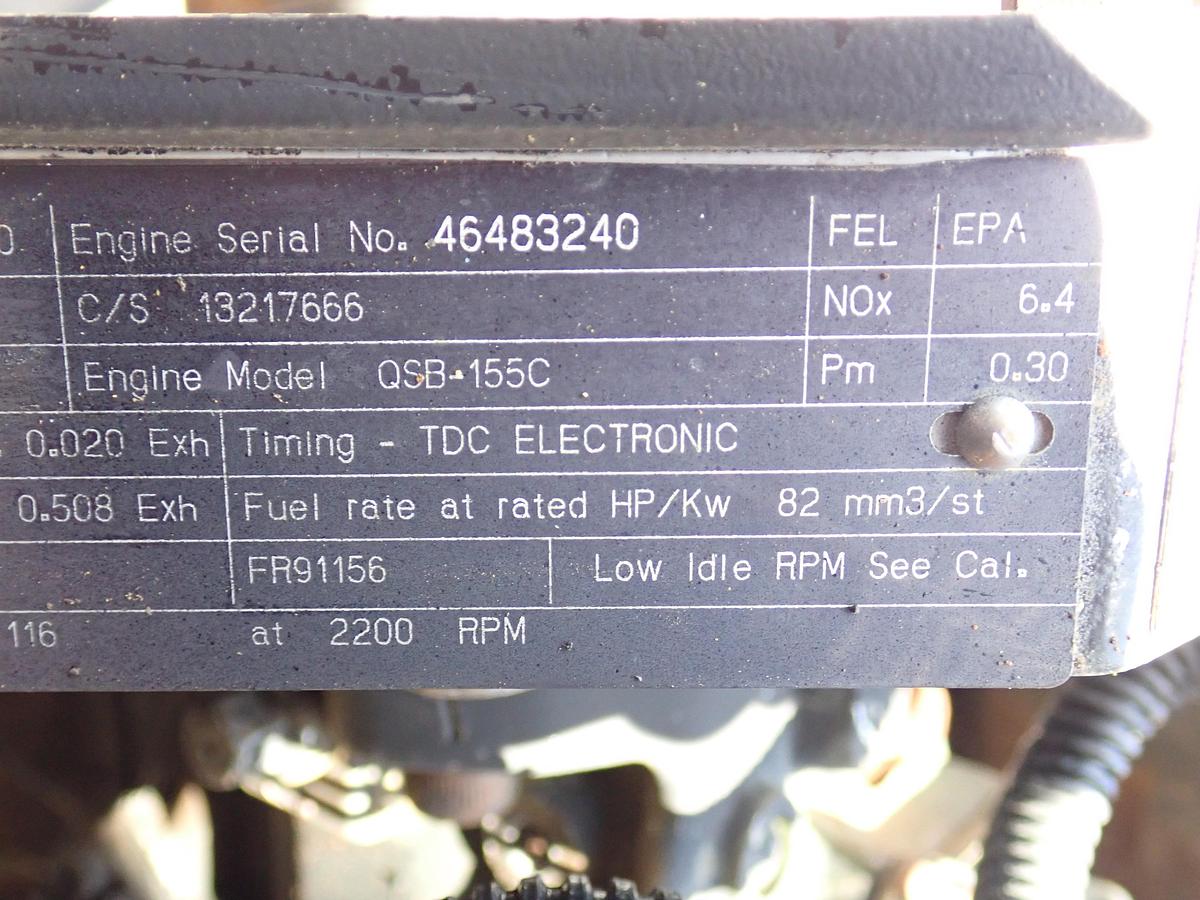 0 Engine Serial No. 46483240 FEL EPA
C/S 13217666 NOx 6.4
Engine Model QSB-155C Pm 0.30
0.020 Exh Timing - TDC ELECTRONIC
0.508 Exh Fuel rate at rated HP/Kw 82 mm3/st
FR91156 Low Idle RPM See Cal.
116 at 2200 RPM